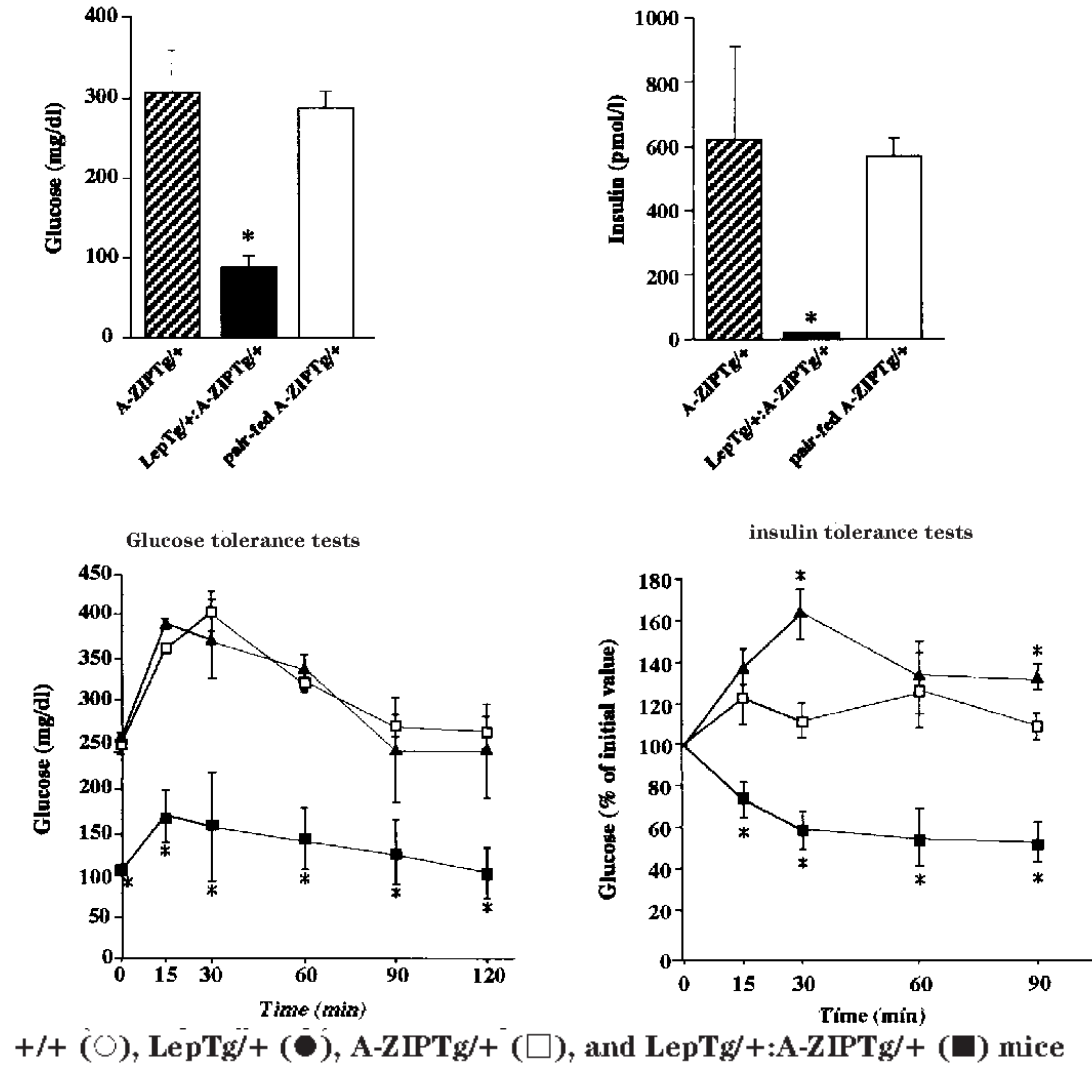 400
300
200
100
0
Glucose (mg/dl)
*
A-ZIPTg/+
LepTg/+:A-ZIPTg/+
pair-fed A-ZIPTg/+
1000
800
600
400
200
0
Insulin (pmol/l)
*
A-ZIPTg/+
LepTg/+:A-ZIPTg/+
pair-fed A-ZIPTg/+
Glucose tolerance tests
450
400
350
300
250
200
150
100
50
0
Glucose (mg/dl)
* * * * * *
0 15 30 60 90 120
Time (min)
insulin tolerance tests
180
160
140
120
100
80
60
40
20
0
Glucose (% of initial value)
* *
* * * *
0 15 30 60 90
Time (min)
+/+ (○), LepTg/+ (●), A-ZIPTg/+ (□), and LepTg/+:A-ZIPTg/+ (■) mice